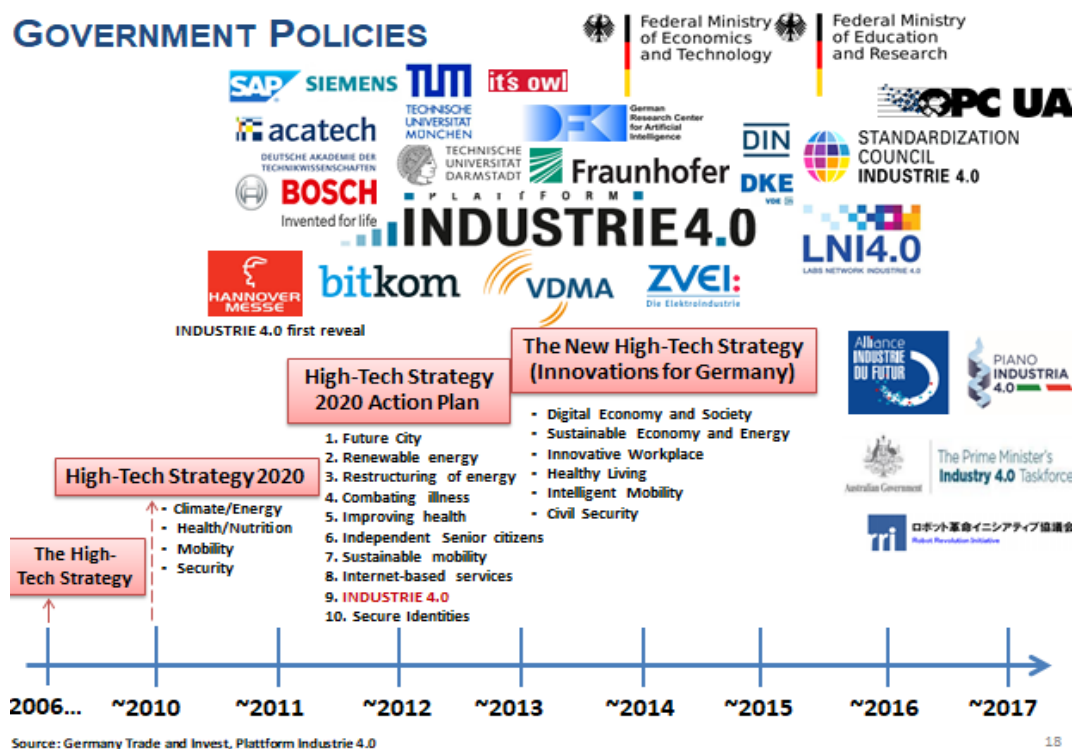 GOVERNMENT POLICIES
Federal Ministry
of Economics
and Technology
Federal Ministry
of Education
and Research
SAP
SIEMENS
TUM
TECHNISCHE
UNIVERSITÄT
MÜNCHEN
it's owl
acatech
DEUTSCHE AKADEMIE DER
TECHNIKWISSENSCHAFTEN
DFKI
German
Research Center
for Artificial
Intelligence
OPC UA
TECHNISCHE
UNIVERSITÄT
DARMSTADT
Fraunhofer
DIN
DKE
VDE
STANDARDIZATION
COUNCIL
INDUSTRIE 4.0
BOSCH
Invented for life
PLATTFORM
INDUSTRIE4.0
LNI4.0
LABS NETWORK INDUSTRIE 4.0
HANNOVER
MESSE
bitkom
VDMA
ZVEI:
Die Elektroindustrie
INDUSTRIE 4.0 first reveal
The New High-Tech Strategy
(Innovations for Germany)
- Digital Economy and Society
- Sustainable Economy and Energy
- Innovative Workplace
- Healthy Living
- Intelligent Mobility
- Civil Security
High-Tech Strategy
2020 Action Plan
1. Future City
2. Renewable energy
3. Restructuring of energy
4. Combating illness
5. Improving health
6. Independent Senior citizens
7. Sustainable mobility
8. Internet-based services
9. INDUSTRIE 4.0
10. Secure Identities
High-Tech Strategy 2020
- Climate/Energy
- Health/Nutrition
- Mobility
- Security
The High-
Tech Strategy
Alliance
INDUSTRIE
DU FUTUR
PIANO
INDUSTRIA
4.0
Australian Government
The Prime Minister's
Industry 4.0 Taskforce
rri
ロボット革命イニシアティブ協議会
Robot Revolution Initiative
2006...
~2010
~2011
~2012
~2013
~2014
~2015
~2016
~2017
Source: Germany Trade and Invest, Plattform Industrie 4.0
18